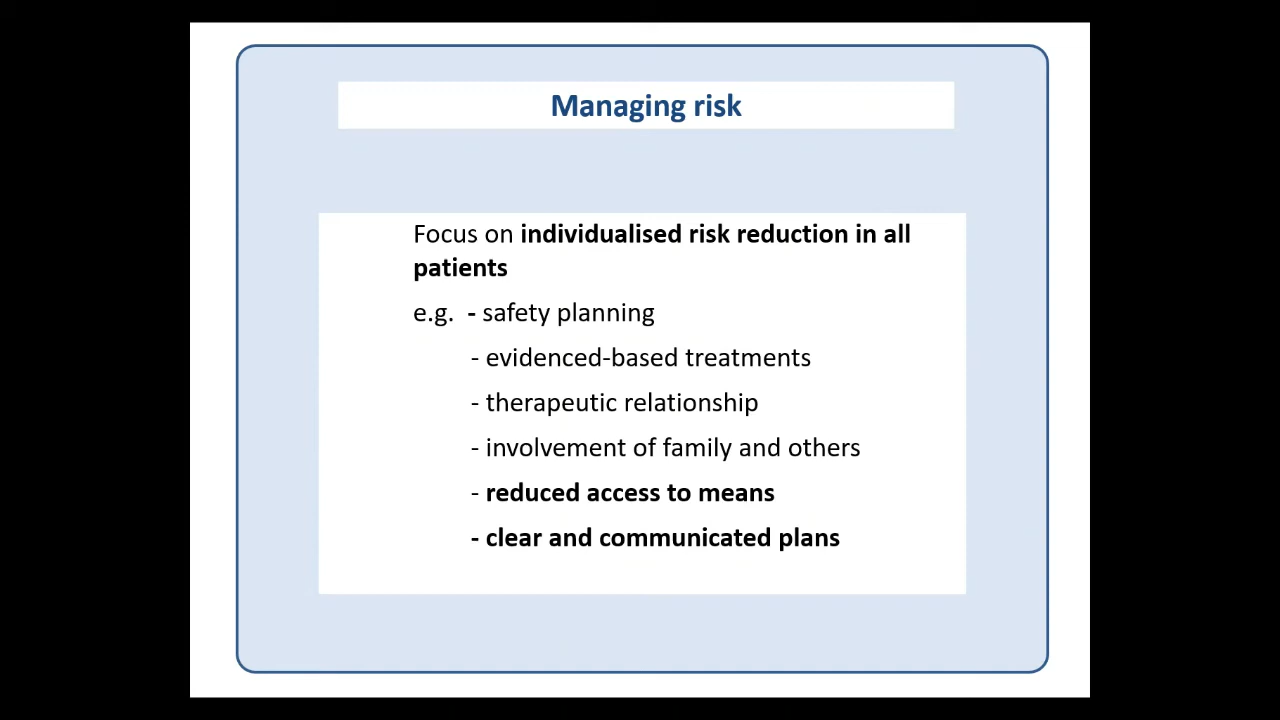 Managing risk
Focus on individualised risk reduction in all
patients
e.g. - safety planning
- evidenced-based treatments
- therapeutic relationship
- involvement of family and others
- reduced access to means
- clear and communicated plans